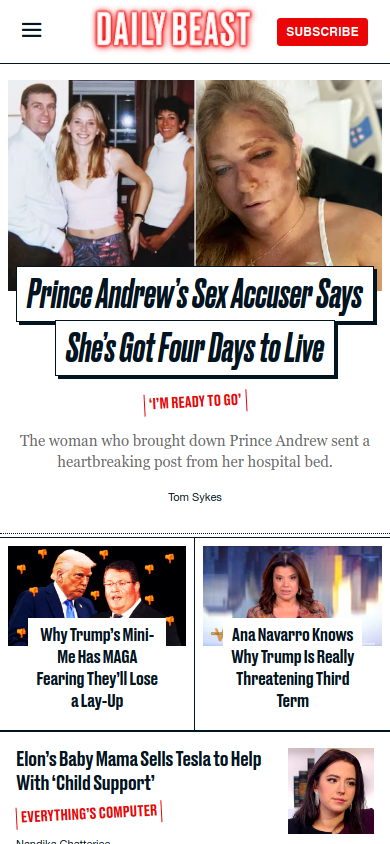 DAILY BEAST
SUBSCRIBE
Prince Andrew's Sex Accuser Says
She's Got Four Days to Live
'I'M READY TO GO'
The woman who brought down Prince Andrew sent a
heartbreaking post from her hospital bed.
Tom Sykes
Why Trump's Mini-
Me Has MAGA
Fearing They'll Lose
a Lay-Up
Ana Navarro Knows
Why Trump Is Really
Threatening Third
Term
Elon's Baby Mama Sells Tesla to Help
With 'Child Support'
EVERYTHING'S COMPUTER
Nandika Chatterjee